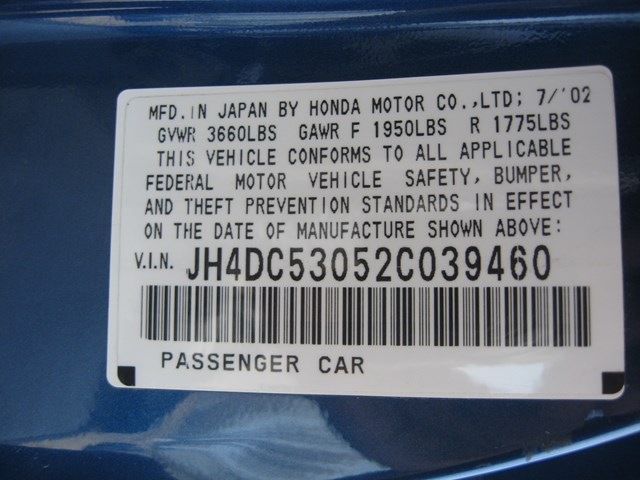 MFD. IN JAPAN BY HONDA MOTOR CO.,LTD; 7/'02
GVWR 3660LBS GAWR F 1950LBS R 1775LBS
THIS VEHICLE CONFORMS TO ALL APPLICABLE
FEDERAL MOTOR VEHICLE SAFETY, BUMPER,
AND THEFT PREVENTION STANDARDS IN EFFECT
ON THE DATE OF MANUFACTURE SHOWN ABOVE:
V.I.N. JH4DC53052C039460
PASSENGER CAR